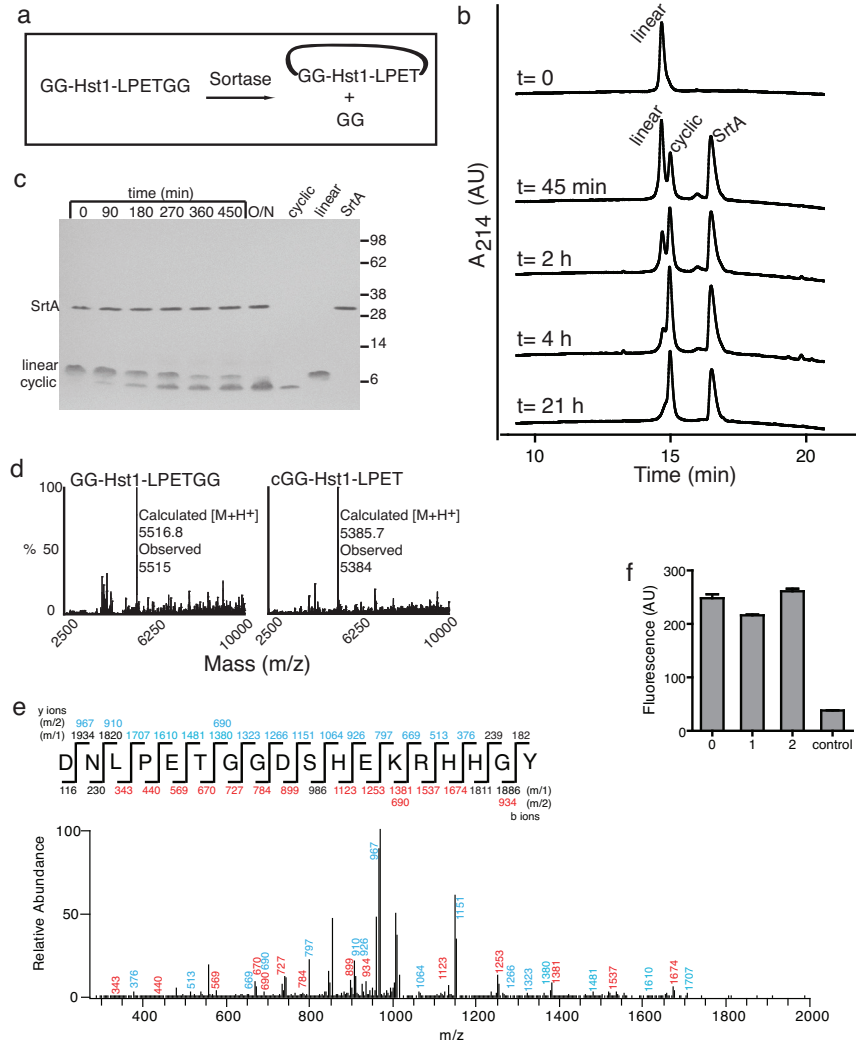 a
GG-Hst1-LPETGG
Sortase
GG-Hst1-LPET
+
GG
b
linear
t= 0
linear
cyclic
SrtA
t= 45 min
t= 2 h
t= 4 h
t= 21 h
A214 (AU)
10 15 20
Time (min)
c
time (min)
0 90 180 270 360 450 O/N cyclic linear SrtA
98
62
38
28
14
6
SrtA
linear
cyclic
d
GG-Hst1-LPETGG
Calculated [M+H+]
5516.8
Observed
5515
cGG-Hst1-LPET
Calculated [M+H+]
5385.7
Observed
5384
100
% 50
0
2500 6250 10000
2500 6250 10000
Mass (m/z)
e
y ions
(m/2) 967 910 690
(m/1) 1934 1820 1707 1610 1481 1380 1323 1266 1151 1064 926 797 669 513 376 239 182
D N L P E T G G D S H E K R H H G Y
116 230 343 440 569 670 727 784 899 986 1123 1253 1381 1537 1674 1811 1886 (m/1)
690 934 (m/2)
b ions
Relative Abundance
100
50
0
343 376 440 513 569 669 670 690 690 727 784 797 899 910 926 934 967 1064 1123 1151 1253 1266 1323 1380 1381 1481 1537 1610 1674 1707
400 600 800 1000 1200 1400 1600 1800 2000
m/z
f
Fluorescence (AU)
300
200
100
0
0 1 2 control